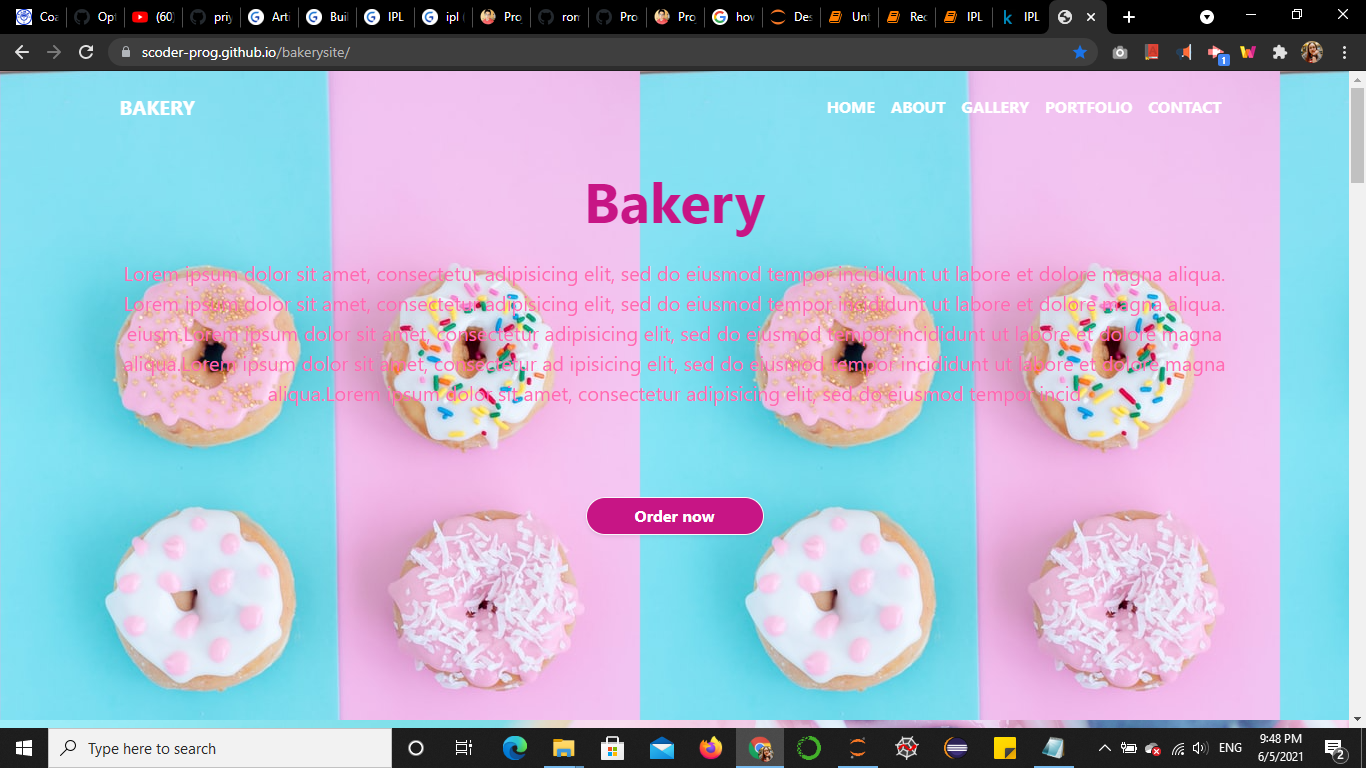 Coa
Opt
(60
priy
Arti
Buil
IPL
ipl (
Pro
ron
Pro
Pro
hov
Des
Unt
Rec
IPL
IPL
scoder-prog.github.io/bakerysite/
1
BAKERY
HOME ABOUT GALLERY PORTFOLIO CONTACT
Bakery
Lorem ipsum dolor sit amet, consectetur adipisicing elit, sed do eiusmod tempor incididunt ut labore et dolore magna aliqua.
Lorem ipsum dolor sit amet, consectetur adipisicing elit, sed do eiusmod tempor incididunt ut labore et dolore magna aliqua.
eiusm.Lorem ipsum dolor sit amet, consectetur adipisicing elit, sed do eiusmod tempor incididunt ut labore et dolore magna
aliqua.Lorem ipsum dolor sit amet, consectetur ad ipisicing elit, sed do eiusmod tempor incididunt ut labore et dolore magna
aliqua.Lorem ipsum dolor sit amet, consectetur adipisicing elit, sed do eiusmod tempor incid
Order now
Type here to search
ENG
9:48 PM
6/5/2021
2